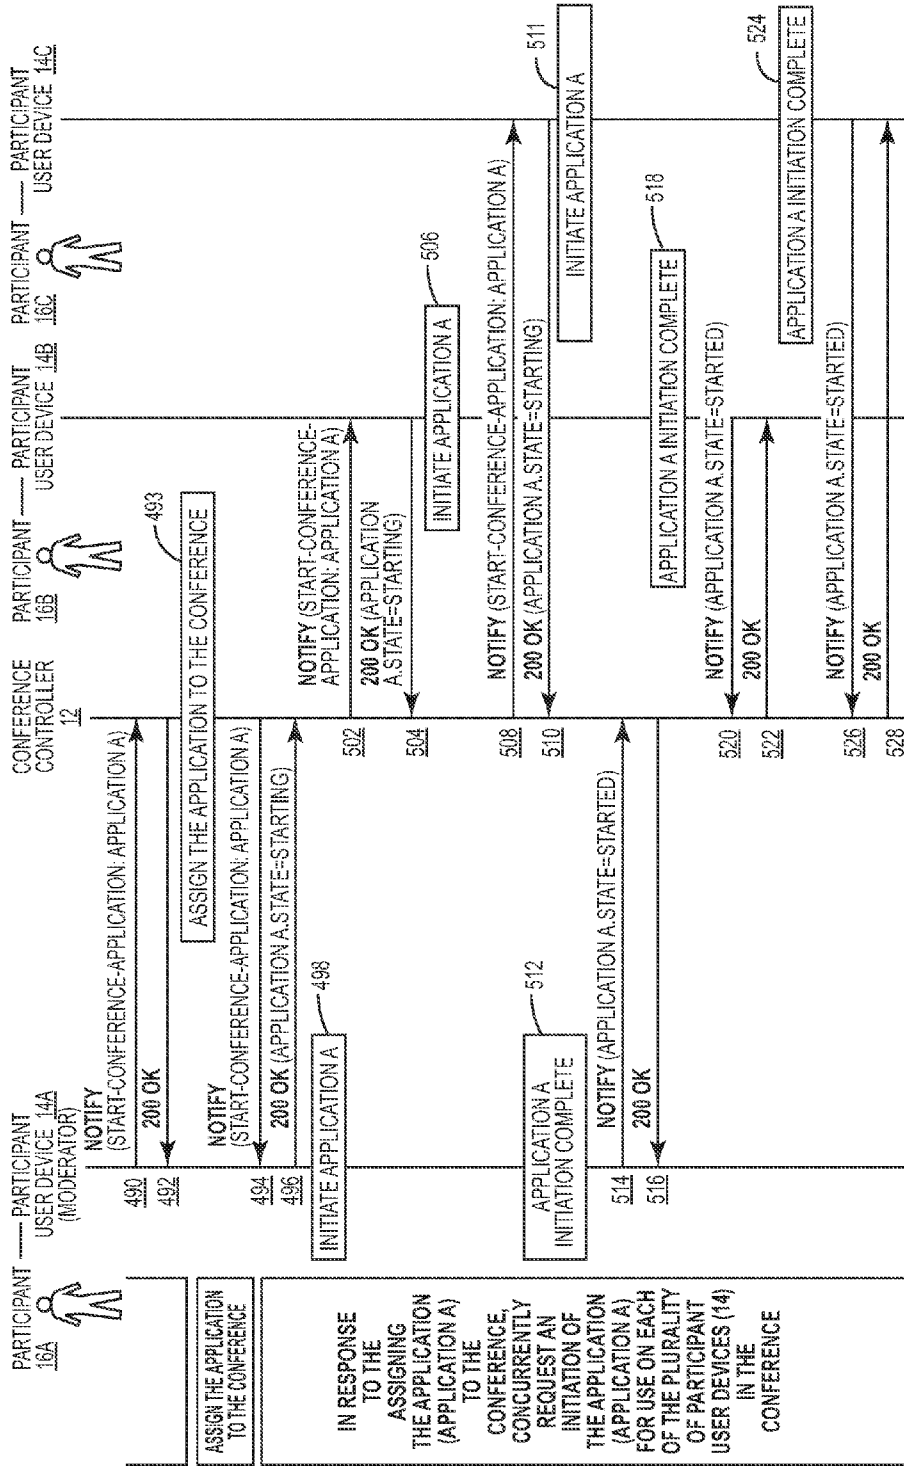 PARTICIPANT
16A
PARTICIPANT
USER DEVICE 14A
(MODERATOR)
CONFERENCE
CONTROLLER
12
PARTICIPANT
16B
PARTICIPANT
USER DEVICE 14B
PARTICIPANT
16C
PARTICIPANT
USER DEVICE 14C
490
NOTIFY
(START-CONFERENCE-APPLICATION: APPLICATION A)
492
200 OK
493
ASSIGN THE APPLICATION TO THE CONFERENCE
ASSIGN THE APPLICATION
TO THE CONFERENCE
494
NOTIFY
(START-CONFERENCE-APPLICATION: APPLICATION A)
496
200 OK (APPLICATION A.STATE=STARTING)
498
INITIATE APPLICATION A
502
NOTIFY (START-CONFERENCE-
APPLICATION: APPLICATION A)
504
200 OK (APPLICATION
A.STATE=STARTING)
506
INITIATE APPLICATION A
508
NOTIFY (START-CONFERENCE-APPLICATION: APPLICATION A)
510
200 OK (APPLICATION A.STATE=STARTING)
511
INITIATE APPLICATION A
512
APPLICATION A
INITIATION COMPLETE
514
NOTIFY (APPLICATION A.STATE=STARTED)
516
200 OK
518
APPLICATION A INITIATION COMPLETE
520
NOTIFY (APPLICATION A.STATE=STARTED)
522
200 OK
524
APPLICATION A INITIATION COMPLETE
526
NOTIFY (APPLICATION A.STATE=STARTED)
528
200 OK
IN RESPONSE
TO THE
ASSIGNING
THE APPLICATION
(APPLICATION A)
TO THE
CONFERENCE,
CONCURRENTLY
REQUEST AN
INITIATION OF
THE APPLICATION
(APPLICATION A)
FOR USE ON EACH
OF THE PLURALITY
OF PARTICIPANT
USER DEVICES (14)
IN THE
CONFERENCE